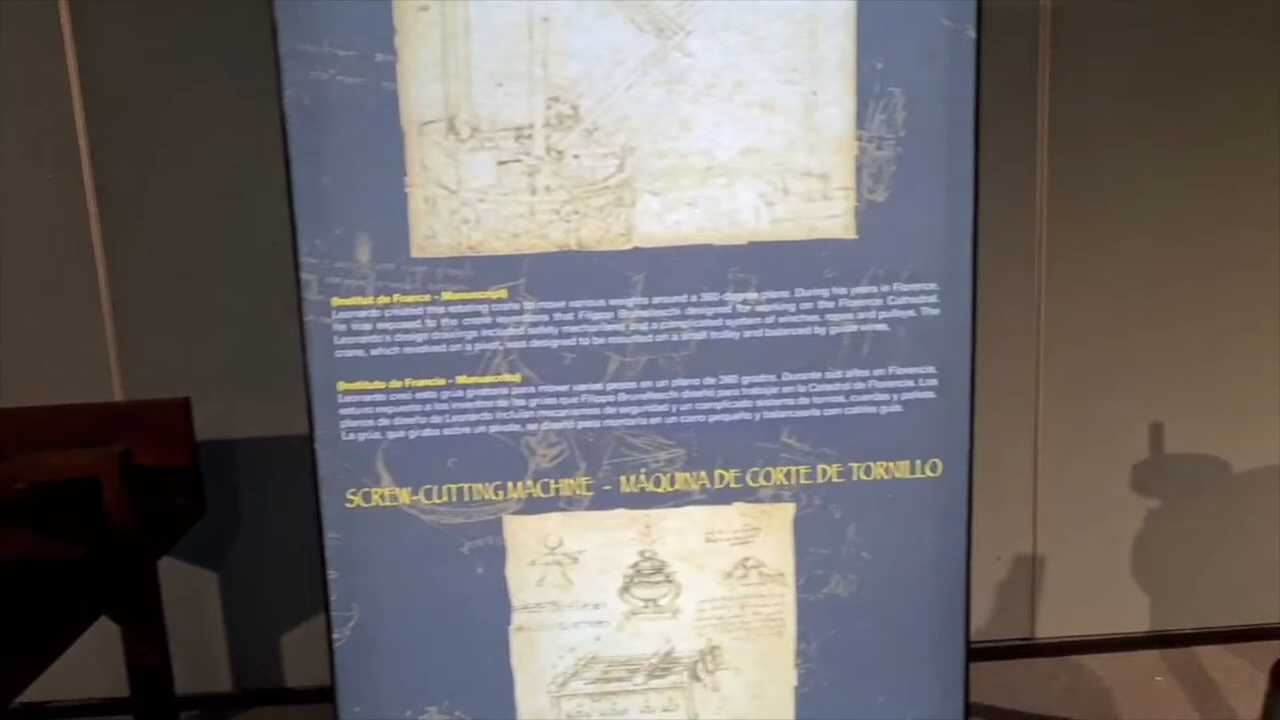 (Institut de France - Manuscript)
Leonardo created this revolving crane to move various weights around a 360-degree plane. During his years in Florence,
he was exposed to the crane inventions that Filippo Brunelleschi designed for working on the Florence Cathedral.
Leonardo's design drawings include safety mechanisms and a complicated system of winches, ropes and pulleys. The
crane, which revolved on a pivot, was designed to be mounted on a small trolley and balanced by guide wires.
(Instituto de Francia - Manuscrito)
Leonardo creó esta grúa giratoria para mover varios pesos en un plano de 360 grados. Durante sus años en Florencia,
estuvo expuesto a los inventos de las grúas que Filippo Brunelleschi diseñó para trabajar en la Catedral de Florencia. Los
planos de diseño de Leonardo incluían mecanismos de seguridad y un complicado sistema de tornos, cuerdas y poleas.
La grúa, que giraba sobre un pivote, se diseñó para montarla en un carro pequeño y balancearla con cables guía.
SCREW-CUTTING MACHINE - MÁQUINA DE CORTE DE TORNILLO